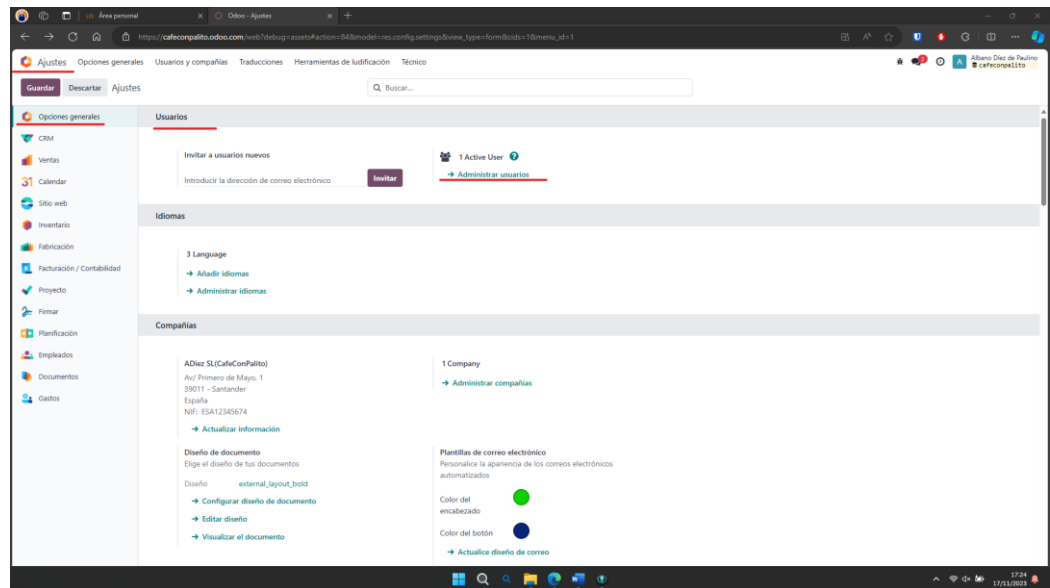 Área personal
Odoo - Ajustes
https://cafeconpalito.odoo.com/web?debug=assets#action=84&model=res.config.settings&view_type=form&cids=1&menu_id=1
Ajustes Opciones generales Usuarios y compañías Traducciones Herramientas de ludificación Técnico
Albano Díez de Paulino
cafeconpalito
Guardar Descartar Ajustes
Buscar...
Opciones generales
CRM
Ventas
31 Calendar
Sitio web
Inventario
Fabricación
Facturación / Contabilidad
Proyecto
Firmar
Planificación
Empleados
Documentos
Gastos
Usuarios
Invitar a usuarios nuevos
Introducir la dirección de correo electrónico Invitar
1 Active User ?
→ Administrar usuarios
Idiomas
3 Language
→ Añadir idiomas
→ Administrar idiomas
Compañías
ADiez SL(CafeConPalito)
Av/ Primero de Mayo, 1
39011 - Santander
España
NIF: ESA12345674
→ Actualizar información
1 Company
→ Administrar compañías
Diseño de documento
Elige el diseño de tus documentos
Diseño external_layout_bold
→ Configurar diseño de documento
→ Editar diseño
→ Visualizar el documento
Plantillas de correo electrónico
Personalice la apariencia de los correos electrónicos
automatizados
Color del
encabezado
Color del botón
→ Actualice diseño de correo
17:24
17/11/2023